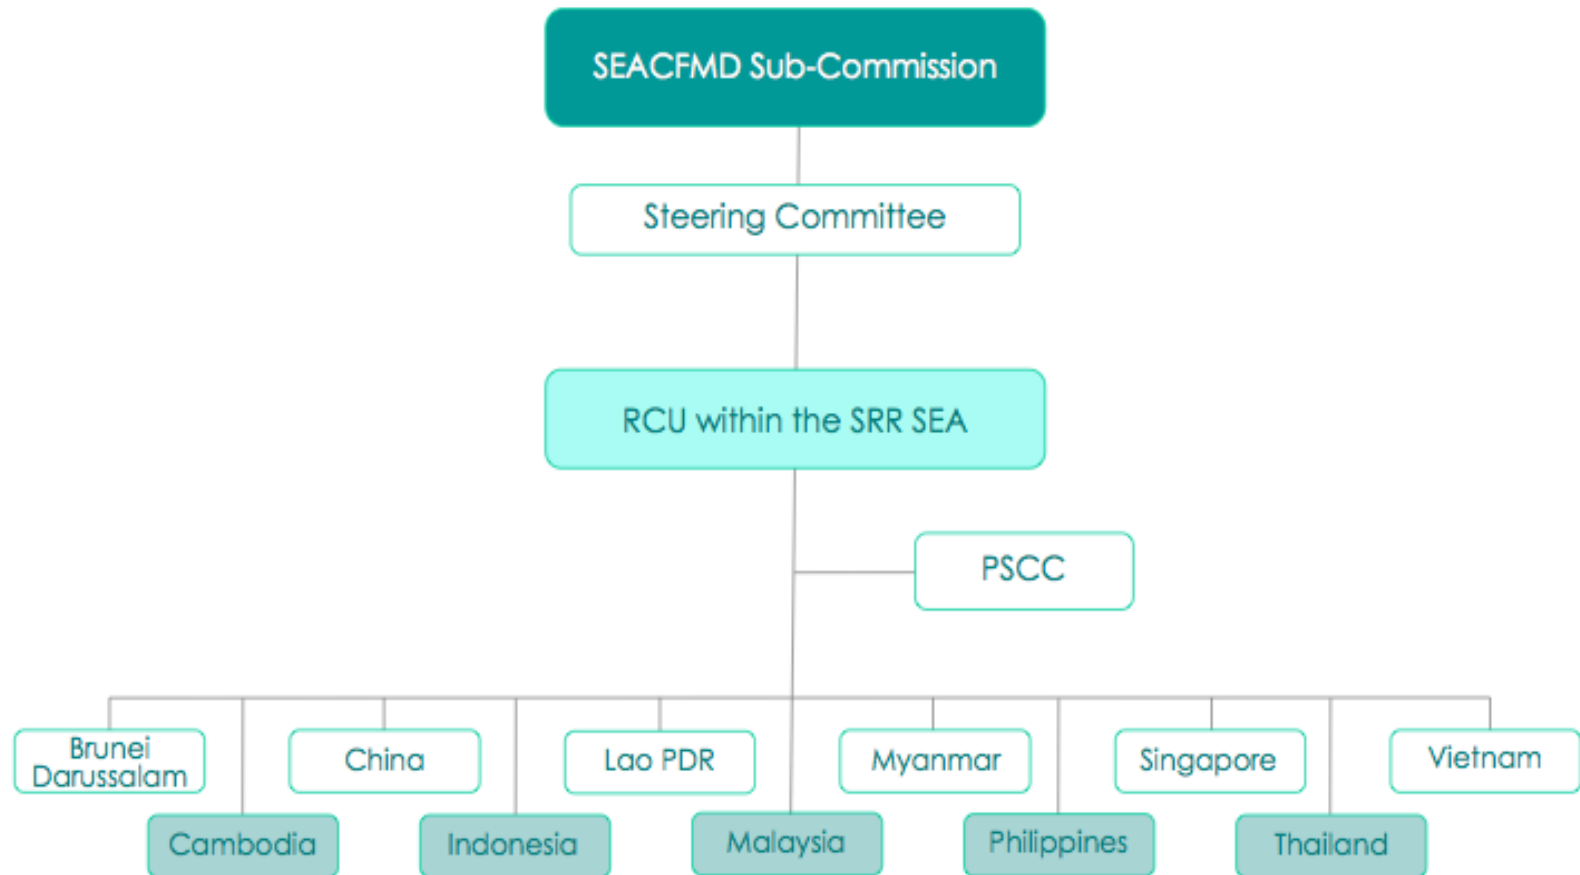 SEACFMD Sub-Commission
Steering Committee
RCU within the SRR SEA
PSCC
Brunei
Darussalam
China
Lao PDR
Myanmar
Singapore
Vietnam
Cambodia
Indonesia
Malaysia
Philippines
Thailand